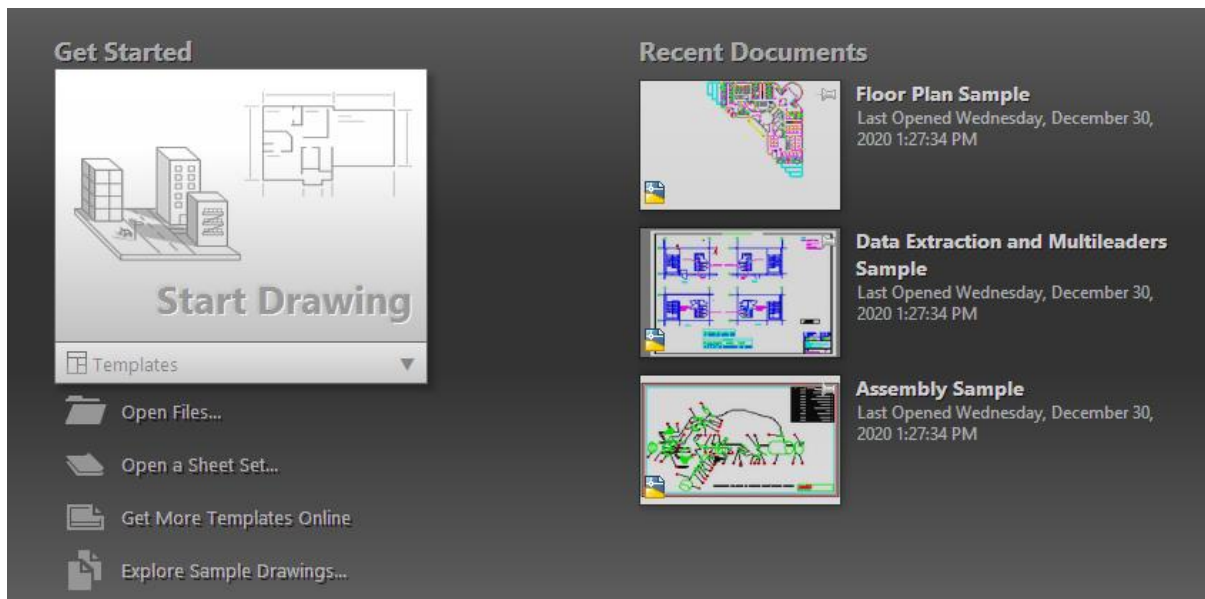 Get Started
Start Drawing
Templates
Open Files...
Open a Sheet Set...
Get More Templates Online
Explore Sample Drawings...
Recent Documents
Floor Plan Sample
Last Opened Wednesday, December 30,
2020 1:27:34 PM
Data Extraction and Multileaders
Sample
Last Opened Wednesday, December 30,
2020 1:27:34 PM
Assembly Sample
Last Opened Wednesday, December 30,
2020 1:27:34 PM